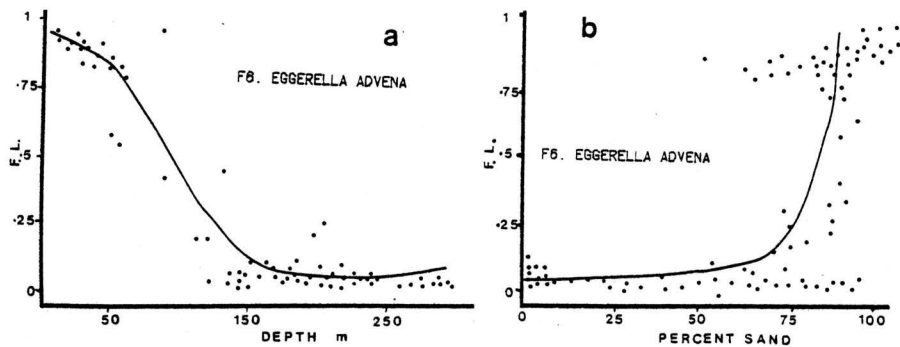 a
F6. EGGERELLA ADVENA
1
.75
.5
.25
0
F.L.
50
150
250
DEPTH m
b
F6. EGGERELLA ADVENA
1
.75
.5
.25
0
F.L.
0
25
50
75
100
PERCENT SAND